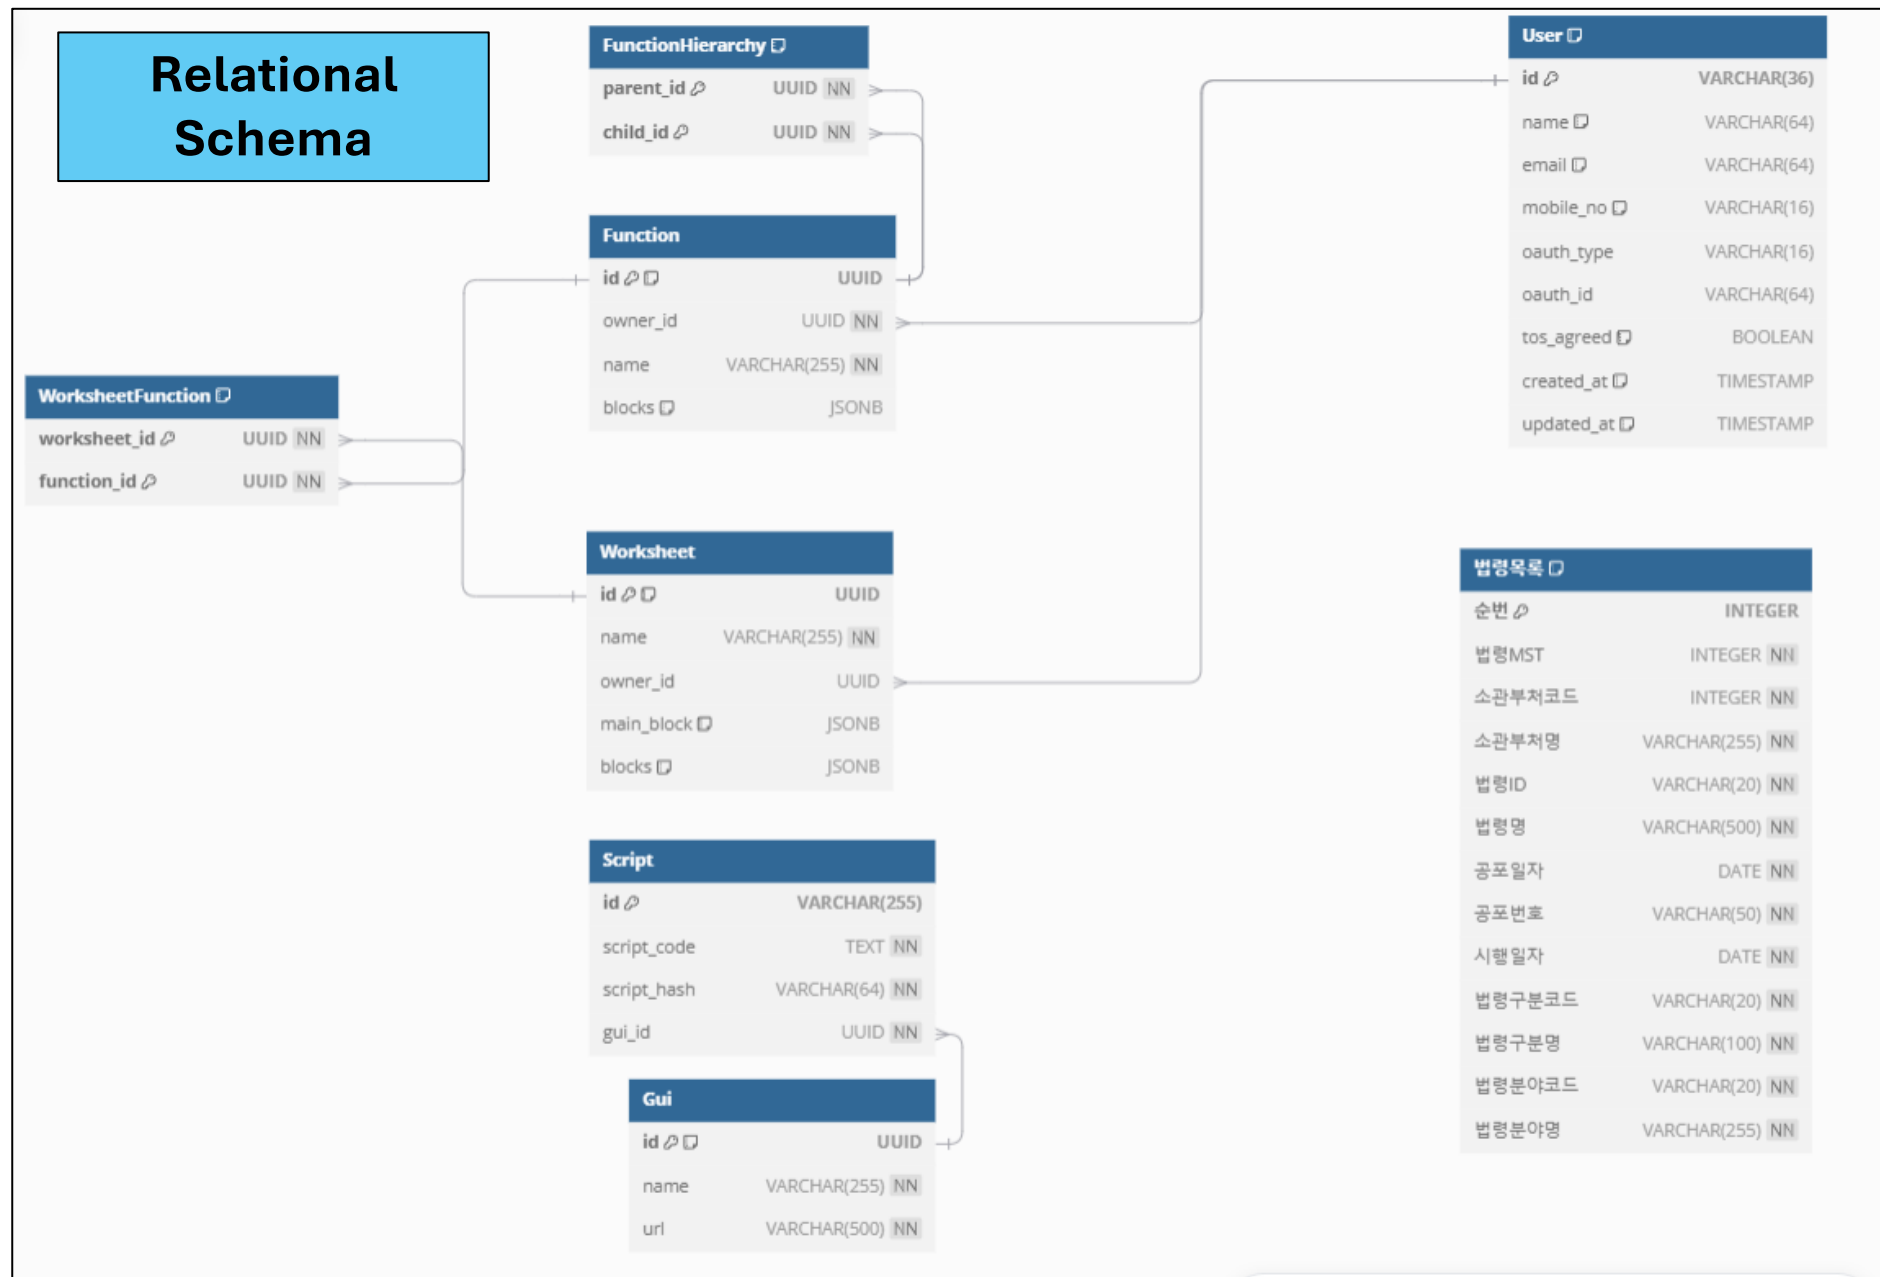 Relational
Schema
FunctionHierarchy
parent_id UUID NN
child_id UUID NN
Function
id UUID
owner_id UUID NN
name VARCHAR(255) NN
blocks JSONB
WorksheetFunction
worksheet_id UUID NN
function_id UUID NN
Worksheet
id UUID
name VARCHAR(255) NN
owner_id UUID
main_block JSONB
blocks JSONB
Script
id VARCHAR(255)
script_code TEXT NN
script_hash VARCHAR(64) NN
gui_id UUID NN
Gui
id UUID
name VARCHAR(255) NN
url VARCHAR(500) NN
User
id VARCHAR(36)
name VARCHAR(64)
email VARCHAR(64)
mobile_no VARCHAR(16)
oauth_type VARCHAR(16)
oauth_id VARCHAR(64)
tos_agreed BOOLEAN
created_at TIMESTAMP
updated_at TIMESTAMP
법령목록
순번 INTEGER
법령MST INTEGER NN
소관부처코드 INTEGER NN
소관부처명 VARCHAR(255) NN
법령ID VARCHAR(20) NN
법령명 VARCHAR(500) NN
공포일자 DATE NN
공포번호 VARCHAR(50) NN
시행일자 DATE NN
법령구분코드 VARCHAR(20) NN
법령구분명 VARCHAR(100) NN
법령분야코드 VARCHAR(20) NN
법령분야명 VARCHAR(255) NN